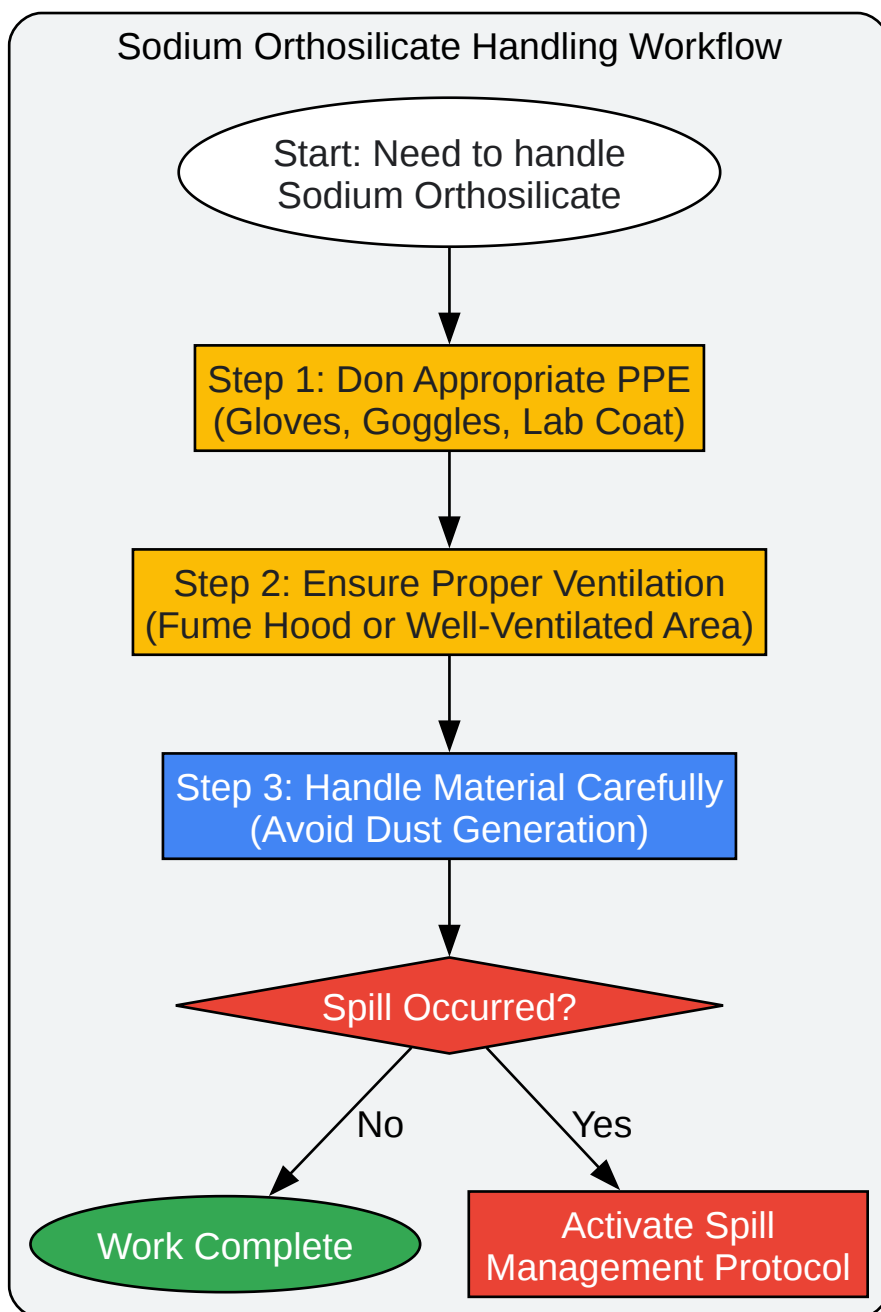 Sodium Orthosilicate Handling Workflow
Start: Need to handle
Sodium Orthosilicate
Step 1: Don Appropriate PPE
(Gloves, Goggles, Lab Coat)
Step 2: Ensure Proper Ventilation
(Fume Hood or Well-Ventilated Area)
Step 3: Handle Material Carefully
(Avoid Dust Generation)
Spill Occurred?
No
Yes
Work Complete
Activate Spill
Management Protocol